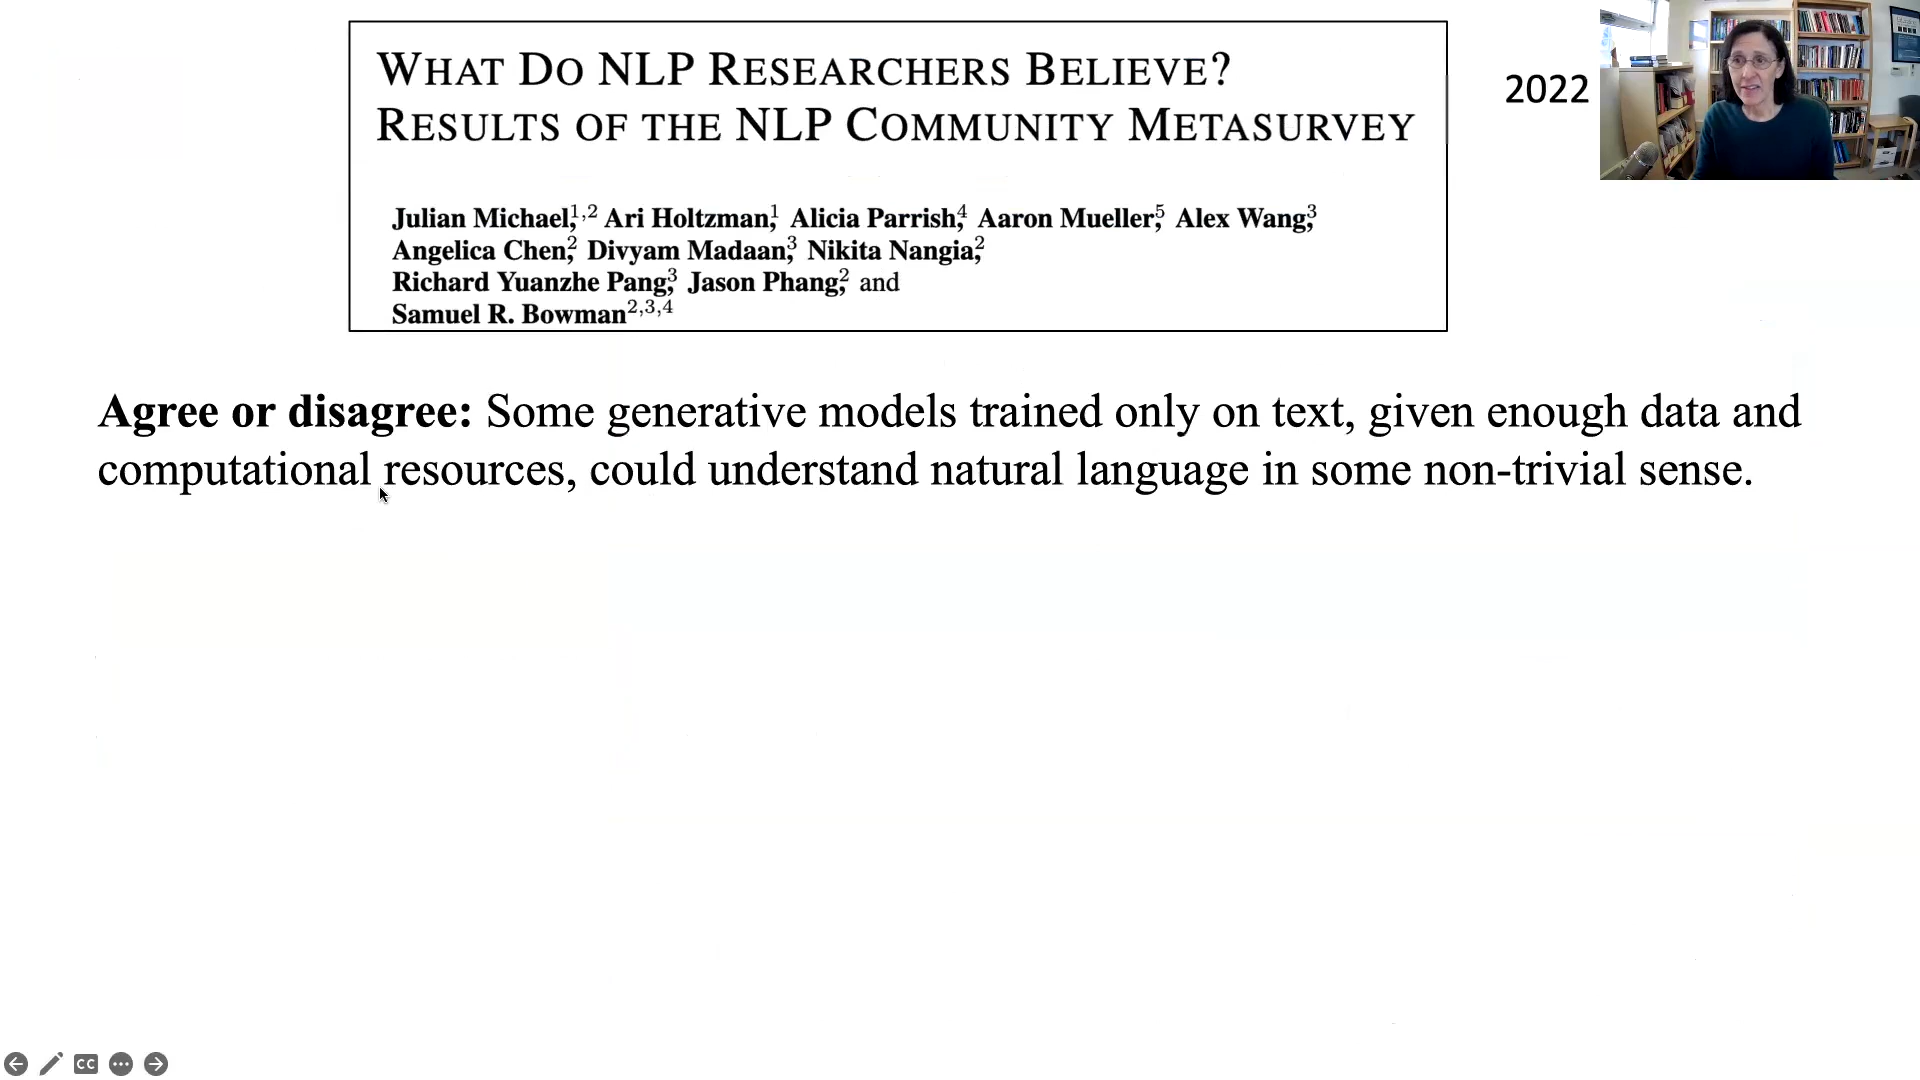 WHAT DO NLP RESEARCHERS BELIEVE?
RESULTS OF THE NLP COMMUNITY METASURVEY
2022
Julian Michael,1,2 Ari Holtzman,1 Alicia Parrish,4 Aaron Mueller,5 Alex Wang,3
Angelica Chen,2 Divyam Madaan,3 Nikita Nangia,2
Richard Yuanzhe Pang,3 Jason Phang,2 and
Samuel R. Bowman2,3,4
Agree or disagree: Some generative models trained only on text, given enough data and
computational resources, could understand natural language in some non-trivial sense.
CC